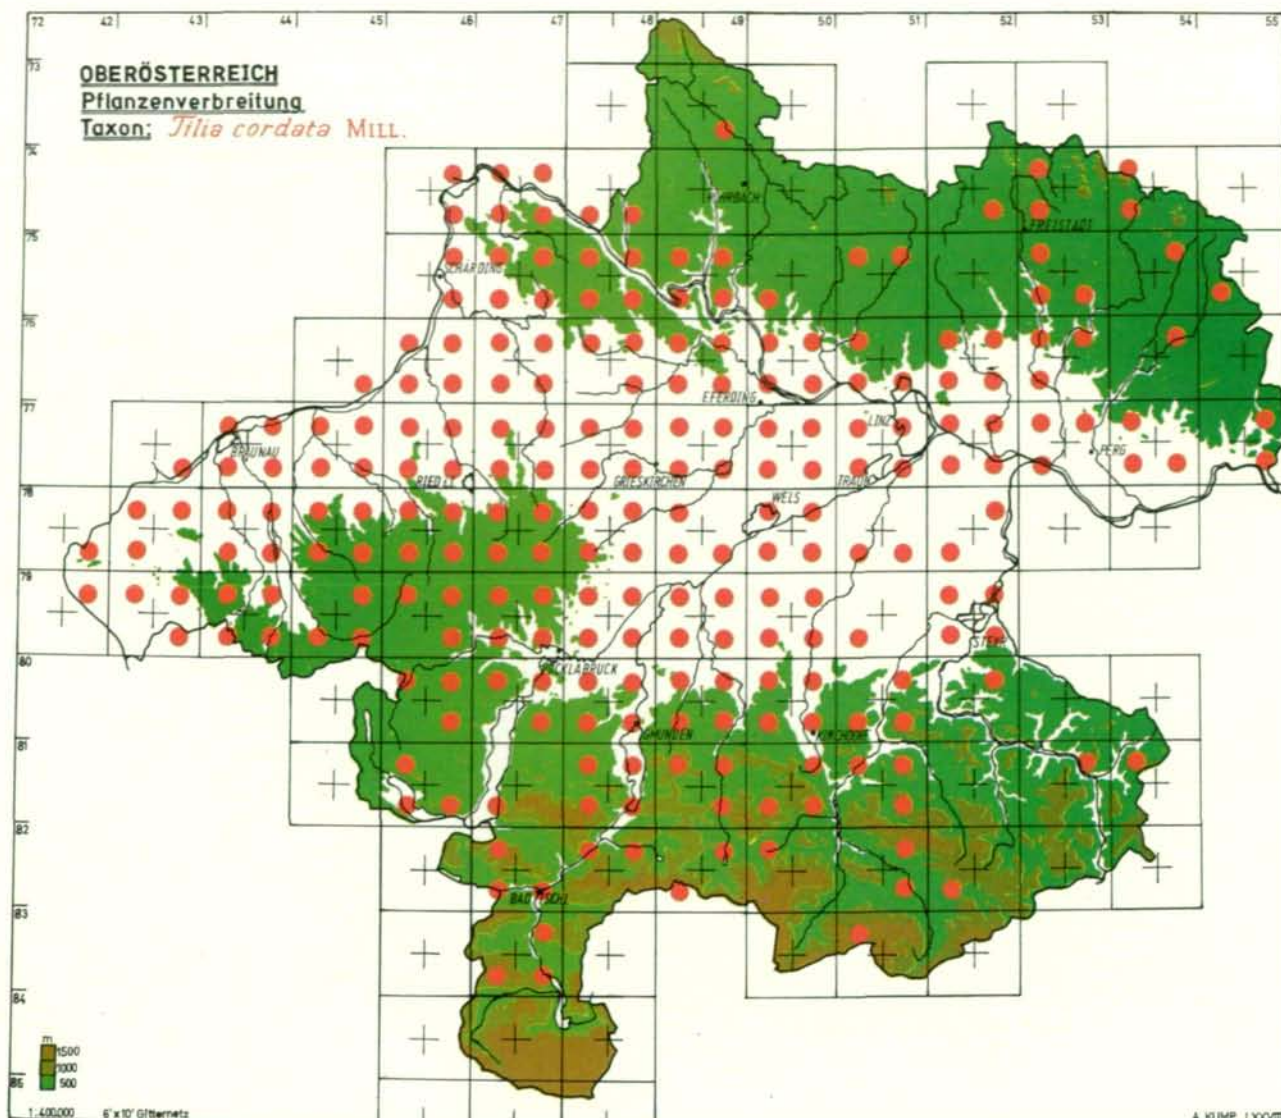 72 42 43 44 45 46 47 48 49 50 51 52 53 54 55
73
OBERÖSTERREICH
Pflanzenverbreitung
Taxon: Tilia cordata MILL.
74
ROHRBACH
75
FREISTADT
SCHÄRDING
76
77
EFERDING
LINZ
BRAUNAU
PERG
RIED i.I.
GRIESKIRCHEN
TRAUN
78
WELS
79
STEYR
80
VÖCKLABRUCK
81
GMUNDEN
KIRCHDORF
82
BAD ISCHL
83
84
m
1500
1000
85
500
1:400.000 6'x10' Gitternetz